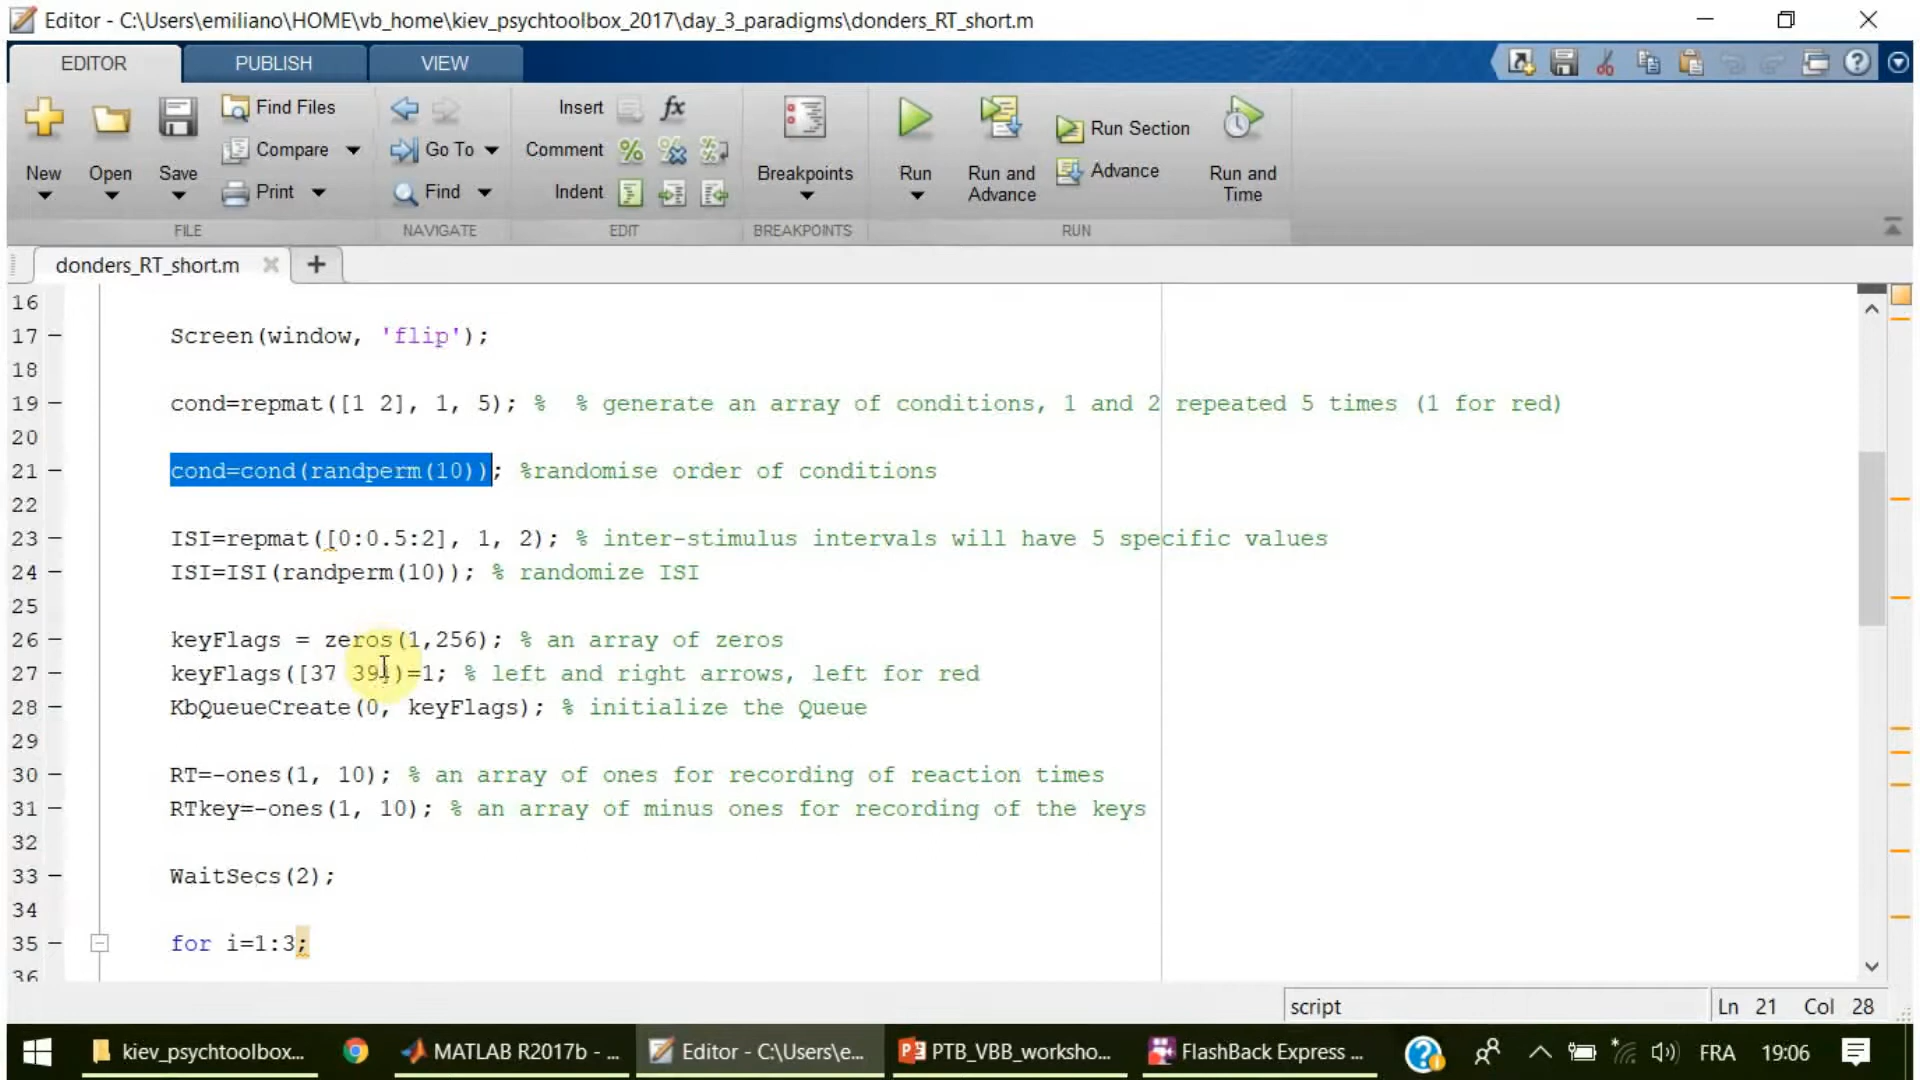 Editor - C:\Users\emiliano\HOME\vb_home\kiev_psychtoolbox_2017\day_3_paradigms\donders_RT_short.m
EDITOR PUBLISH VIEW
New Open Save Find Files Compare Print
FILE
Go To Find
NAVIGATE
Insert fx
Comment
Indent
EDIT
Breakpoints
BREAKPOINTS
Run Run and Advance Run Section Advance Run and Time
RUN
donders_RT_short.m
16
17 – Screen(window, 'flip');
18
19 – cond=repmat([1 2], 1, 5); % % generate an array of conditions, 1 and 2 repeated 5 times (1 for red)
20
21 – cond=cond(randperm(10)); %randomise order of conditions
22
23 – ISI=repmat([0:0.5:2], 1, 2); % inter-stimulus intervals will have 5 specific values
24 – ISI=ISI(randperm(10)); % randomize ISI
25
26 – keyFlags = zeros(1,256); % an array of zeros
27 – keyFlags([37 39])=1; % left and right arrows, left for red
28 – KbQueueCreate(0, keyFlags); % initialize the Queue
29
30 – RT=-ones(1, 10); % an array of ones for recording of reaction times
31 – RTkey=-ones(1, 10); % an array of minus ones for recording of the keys
32
33 – WaitSecs(2);
34
35 – for i=1:3;
36
script Ln 21 Col 28
kiev_psychtoolbox... MATLAB R2017b - ... Editor - C:\Users\e... PTB_VBB_worksho... FlashBack Express ... FRA 19:06